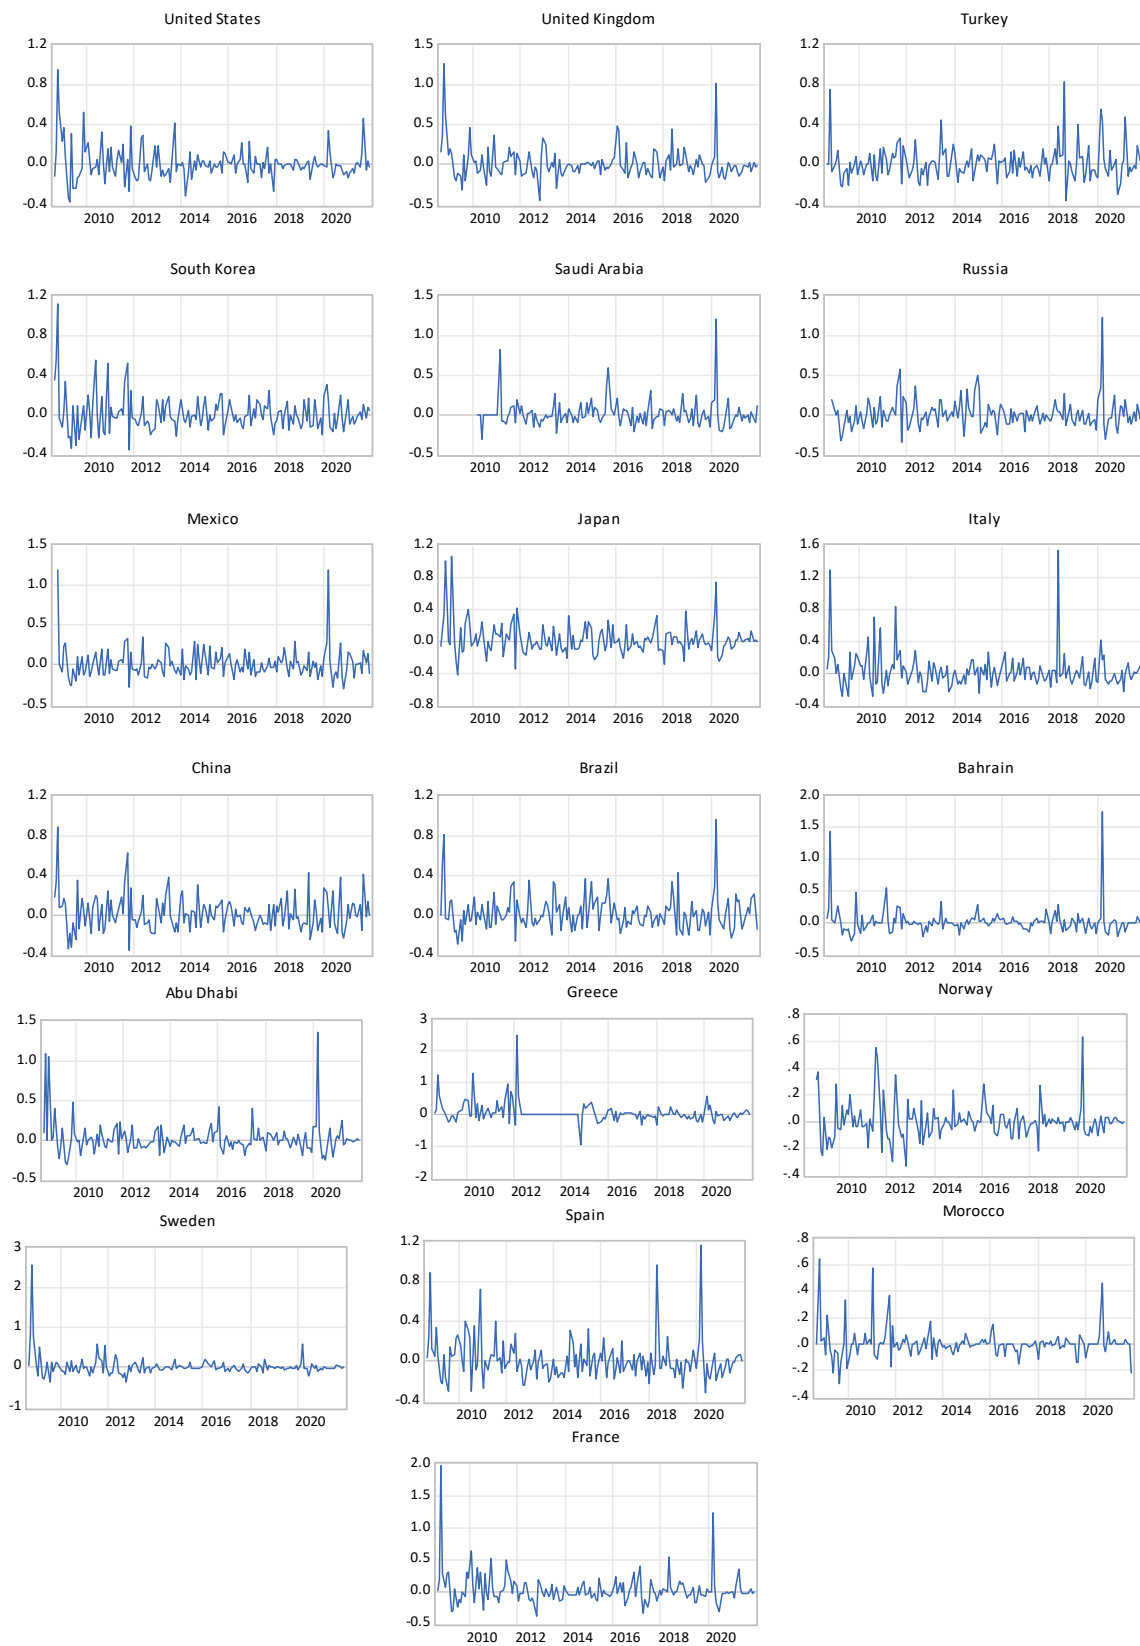 United States United Kingdom Turkey
1.2 1.5 1.2
0.8 1.0 0.8
0.4 0.5 0.4
0.0 0.0 0.0
-0.4 -0.5 -0.4
2010 2012 2014 2016 2018 2020 2010 2012 2014 2016 2018 2020 2010 2012 2014 2016 2018 2020
South Korea Saudi Arabia Russia
1.2 1.5 1.5
0.8 1.0 1.0
0.4 0.5 0.5
0.0 0.0 0.0
-0.4 -0.5 -0.5
2010 2012 2014 2016 2018 2020 2010 2012 2014 2016 2018 2020 2010 2012 2014 2016 2018 2020
Mexico Japan Italy
1.5 1.2 1.6
1.0 0.8 1.2
0.5 0.4 0.8
0.0 0.0 0.4
-0.5 -0.4 0.0
-0.8 -0.4
2010 2012 2014 2016 2018 2020 2010 2012 2014 2016 2018 2020 2010 2012 2014 2016 2018 2020
China Brazil Bahrain
1.2 1.2 2.0
0.8 0.8 1.5
0.4 0.4 1.0
0.0 0.0 0.5
-0.4 -0.4 0.0
-0.5
2010 2012 2014 2016 2018 2020 2010 2012 2014 2016 2018 2020 2010 2012 2014 2016 2018 2020
Abu Dhabi Greece Norway
1.5 3 .8
1.0 2 .6
0.5 1 .4
0.0 0 .2
-0.5 -1 .0
-2 -.2
-.4
2010 2012 2014 2016 2018 2020 2010 2012 2014 2016 2018 2020 2010 2012 2014 2016 2018 2020
Sweden Spain Morocco
3 1.2 .8
2 0.8 .6
1 0.4 .4
0 0.0 .2
-1 -0.4 .0
-.2
-.4
2010 2012 2014 2016 2018 2020 2010 2012 2014 2016 2018 2020 2010 2012 2014 2016 2018 2020
France
2.0
1.5
1.0
0.5
0.0
-0.5
2010 2012 2014 2016 2018 2020